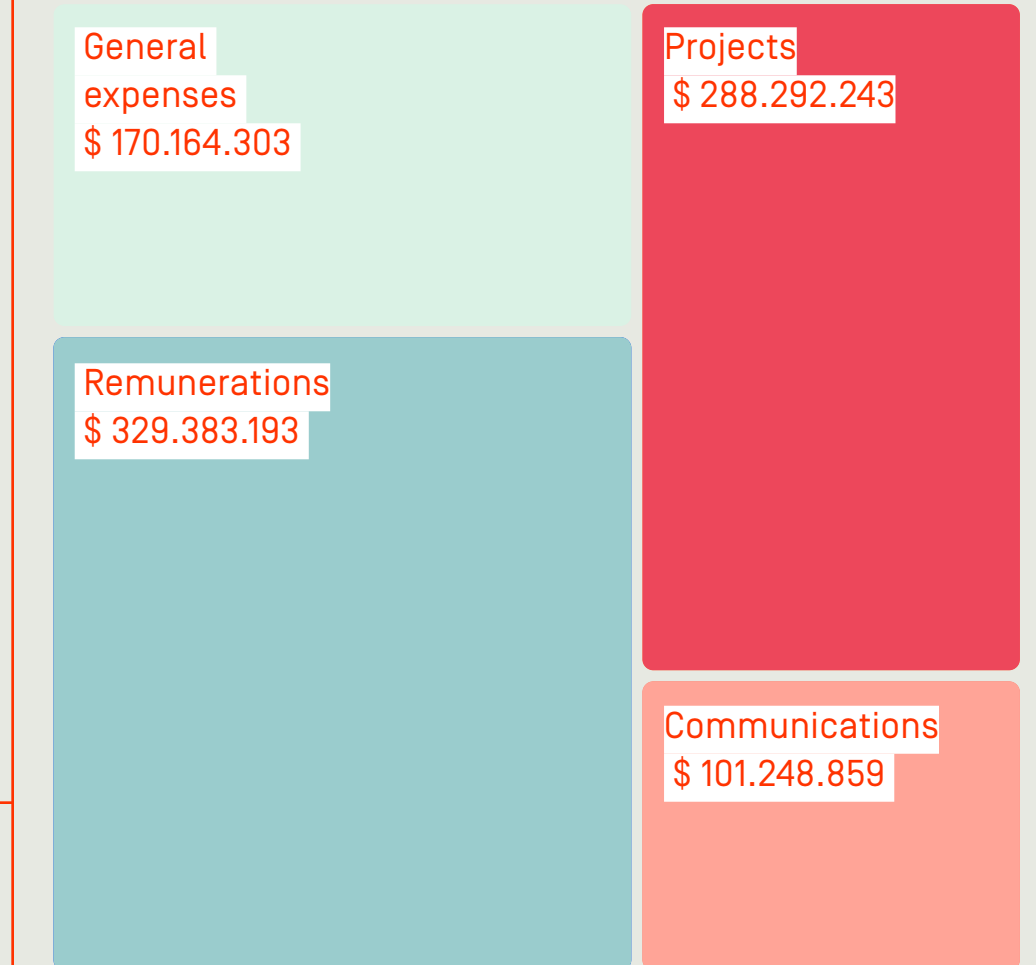 General
expenses
$ 170.164.303
Projects
$ 288.292.243
Remunerations
$ 329.383.193
Communications
$ 101.248.859